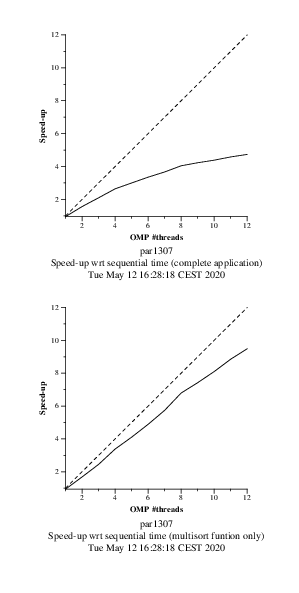 12
10
8
6
4
2
Speed-up
2 4 6 8 10 12
OMP #threads
par1307
Speed-up wrt sequential time (complete application)
Tue May 12 16:28:18 CEST 2020
12
10
8
6
4
2
Speed-up
2 4 6 8 10 12
OMP #threads
par1307
Speed-up wrt sequential time (multisort funtion only)
Tue May 12 16:28:18 CEST 2020